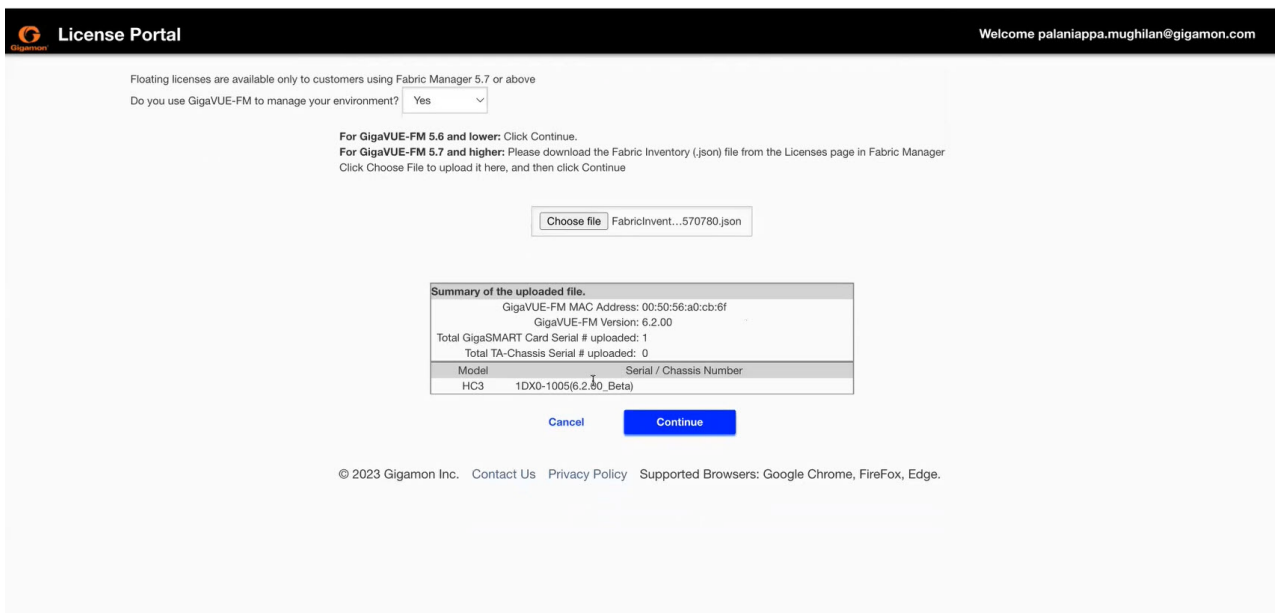 Gigamon
License Portal
Welcome palaniappa.mughilan@gigamon.com
Floating licenses are available only to customers using Fabric Manager 5.7 or above
Do you use GigaVUE-FM to manage your environment? Yes
For GigaVUE-FM 5.6 and lower: Click Continue.
For GigaVUE-FM 5.7 and higher: Please download the Fabric Inventory (.json) file from the Licenses page in Fabric Manager
Click Choose File to upload it here, and then click Continue
Choose file FabricInvent...570780.json
Summary of the uploaded file.
GigaVUE-FM MAC Address: 00:50:56:a0:cb:6f
GigaVUE-FM Version: 6.2.00
Total GigaSMART Card Serial # uploaded: 1
Total TA-Chassis Serial # uploaded: 0
Model Serial / Chassis Number
HC3 1DX0-1005(6.2.00_Beta)
Cancel Continue
© 2023 Gigamon Inc. Contact Us Privacy Policy Supported Browsers: Google Chrome, FireFox, Edge.